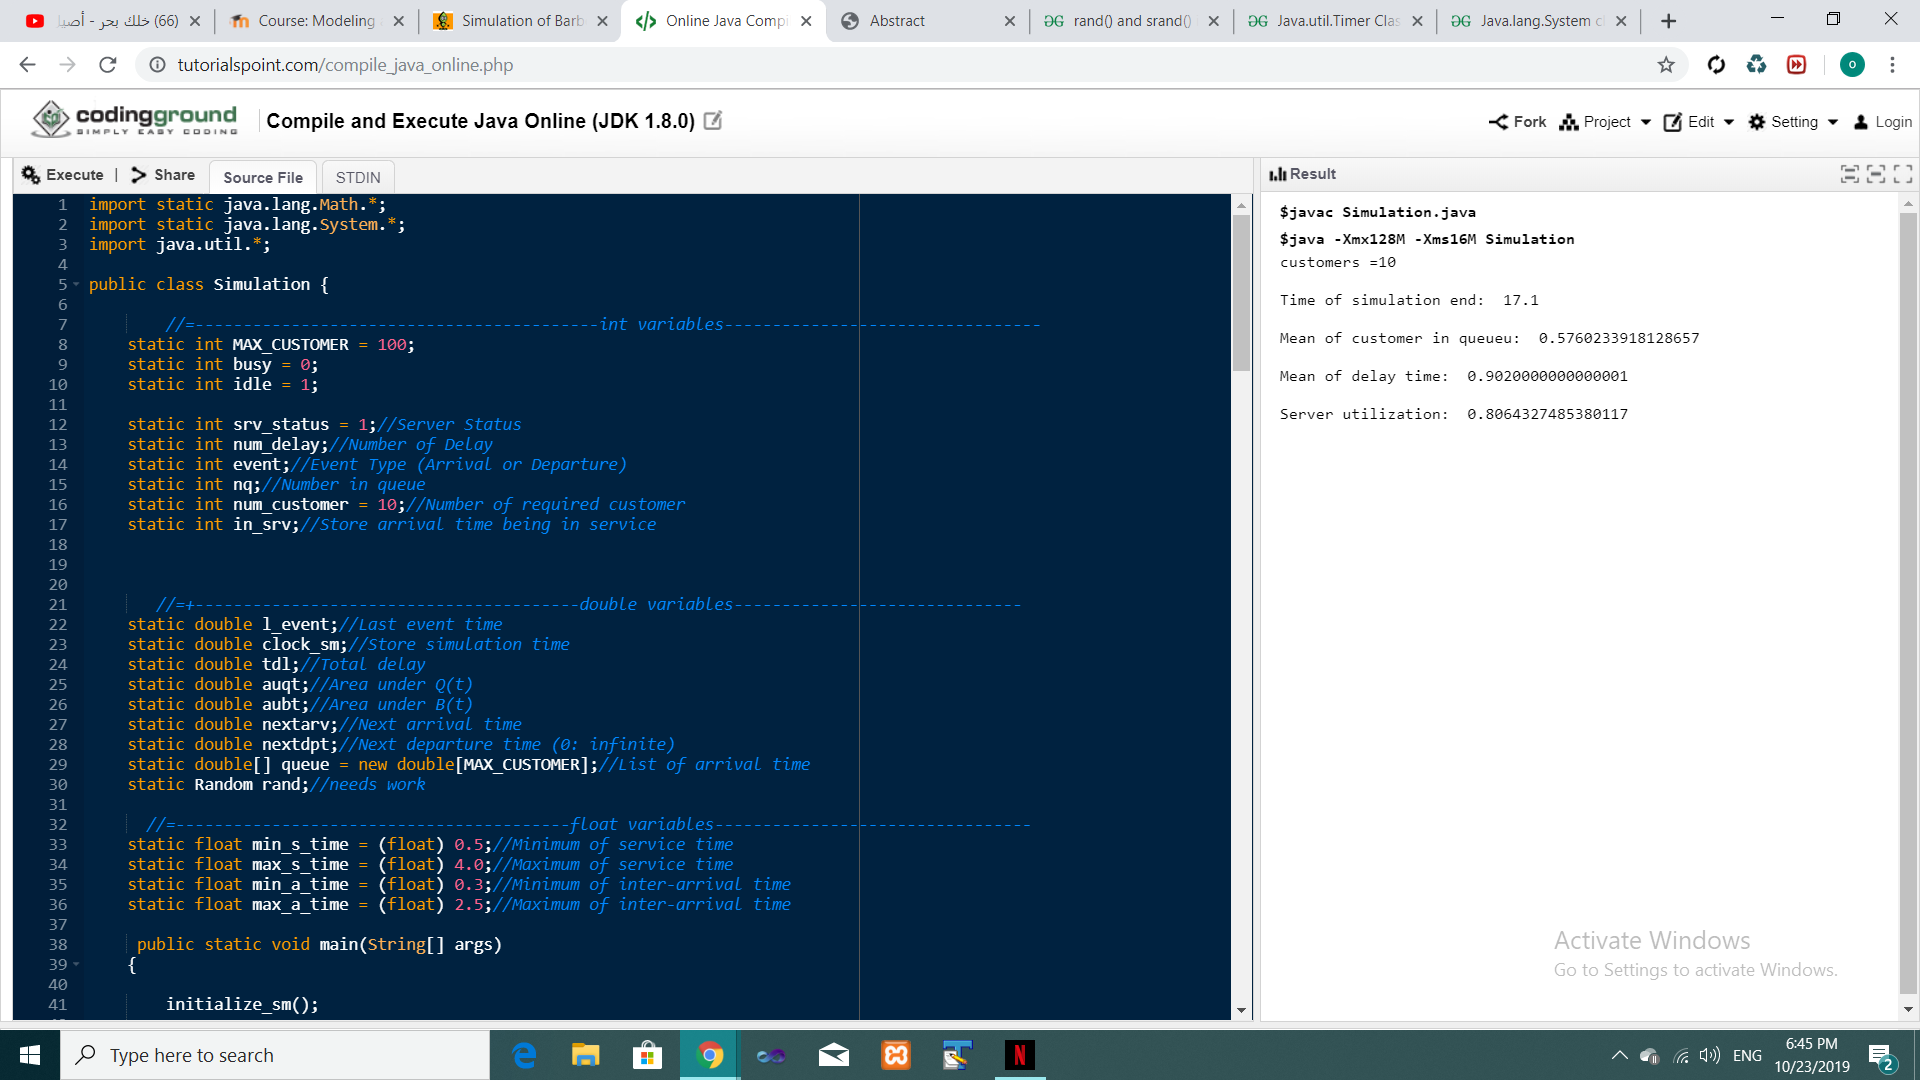 (66) خلك بحر - أصيل
Course: Modeling
Simulation of Barb
Online Java Compi
Abstract
rand() and srand()
Java.util.Timer Clas
Java.lang.System c
tutorialspoint.com/compile_java_online.php
o
codingground
SIMPLY EASY CODING
Compile and Execute Java Online (JDK 1.8.0)
Fork
Project
Edit
Setting
Login
Execute | Share
Source File
STDIN
1 import static java.lang.Math.*;
2 import static java.lang.System.*;
3 import java.util.*;
4
5 public class Simulation {
6
7 //=------------------------------------------int variables---------------------------------
8 static int MAX_CUSTOMER = 100;
9 static int busy = 0;
10 static int idle = 1;
11
12 static int srv_status = 1;//Server Status
13 static int num_delay;//Number of Delay
14 static int event;//Event Type (Arrival or Departure)
15 static int nq;//Number in queue
16 static int num_customer = 10;//Number of required customer
17 static int in_srv;//Store arrival time being in service
18
19
20
21 //=+----------------------------------------double variables------------------------------
22 static double l_event;//Last event time
23 static double clock_sm;//Store simulation time
24 static double tdl;//Total delay
25 static double auqt;//Area under Q(t)
26 static double aubt;//Area under B(t)
27 static double nextarv;//Next arrival time
28 static double nextdpt;//Next departure time (0: infinite)
29 static double[] queue = new double[MAX_CUSTOMER];//List of arrival time
30 static Random rand;//needs work
31
32 //=-----------------------------------------float variables---------------------------------
33 static float min_s_time = (float) 0.5;//Minimum of service time
34 static float max_s_time = (float) 4.0;//Maximum of service time
35 static float min_a_time = (float) 0.3;//Minimum of inter-arrival time
36 static float max_a_time = (float) 2.5;//Maximum of inter-arrival time
37
38 public static void main(String[] args)
39 {
40
41 initialize_sm();
Result
$javac Simulation.java
$java -Xmx128M -Xms16M Simulation
customers =10
Time of simulation end: 17.1
Mean of customer in queueu: 0.5760233918128657
Mean of delay time: 0.9020000000000001
Server utilization: 0.8064327485380117
Activate Windows
Go to Settings to activate Windows.
Type here to search
N
ENG
6:45 PM
10/23/2019
2